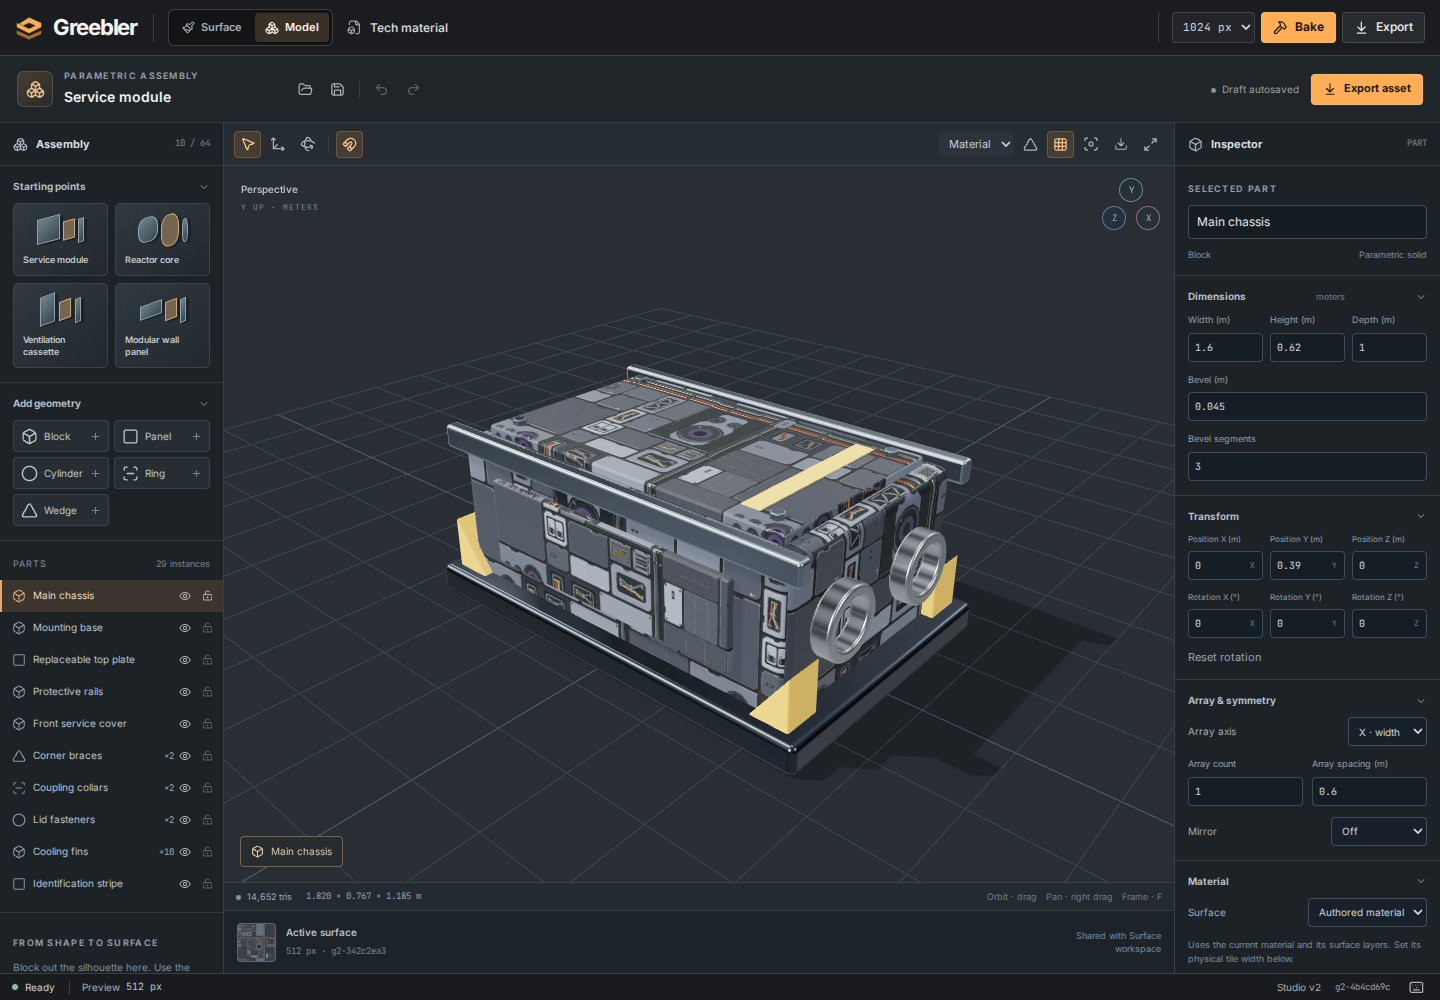 Greebler
Surface
Model
Tech material
1024 px
Bake
Export
PARAMETRIC ASSEMBLY
Service module
Draft autosaved
Export asset
Assembly
10 / 64
Starting points
Service module
Reactor core
Ventilation
cassette
Modular wall
panel
Add geometry
Block +
Panel +
Cylinder +
Ring +
Wedge +
PARTS
29 instances
Main chassis
Mounting base
Replaceable top plate
Protective rails
Front service cover
Corner braces ×2
Coupling collars ×2
Lid fasteners ×2
Cooling fins ×10
Identification stripe
FROM SHAPE TO SURFACE
Block out the silhouette here. Use the
Material
Perspective
Y UP · METERS
Y
Z
X
Main chassis
14,652 tris
1.820 × 0.767 × 1.185 m
Orbit · drag Pan · right drag Frame · F
Active surface
512 px · g2-342c2ea3
Shared with Surface
workspace
Inspector
PART
SELECTED PART
Main chassis
Block
Parametric solid
Dimensions
meters
Width (m) Height (m) Depth (m)
1.6 0.62 1
Bevel (m)
0.045
Bevel segments
3
Transform
Position X (m) Position Y (m) Position Z (m)
0 X 0.39 Y 0 Z
Rotation X (°) Rotation Y (°) Rotation Z (°)
0 X 0 Y 0 Z
Reset rotation
Array & symmetry
Array axis
X · width
Array count Array spacing (m)
1 0.6
Mirror
Off
Material
Surface
Authored material
Uses the current material and its surface layers. Set its
physical tile width below.
Ready
Preview 512 px
Studio v2
g2-4b4cd69c